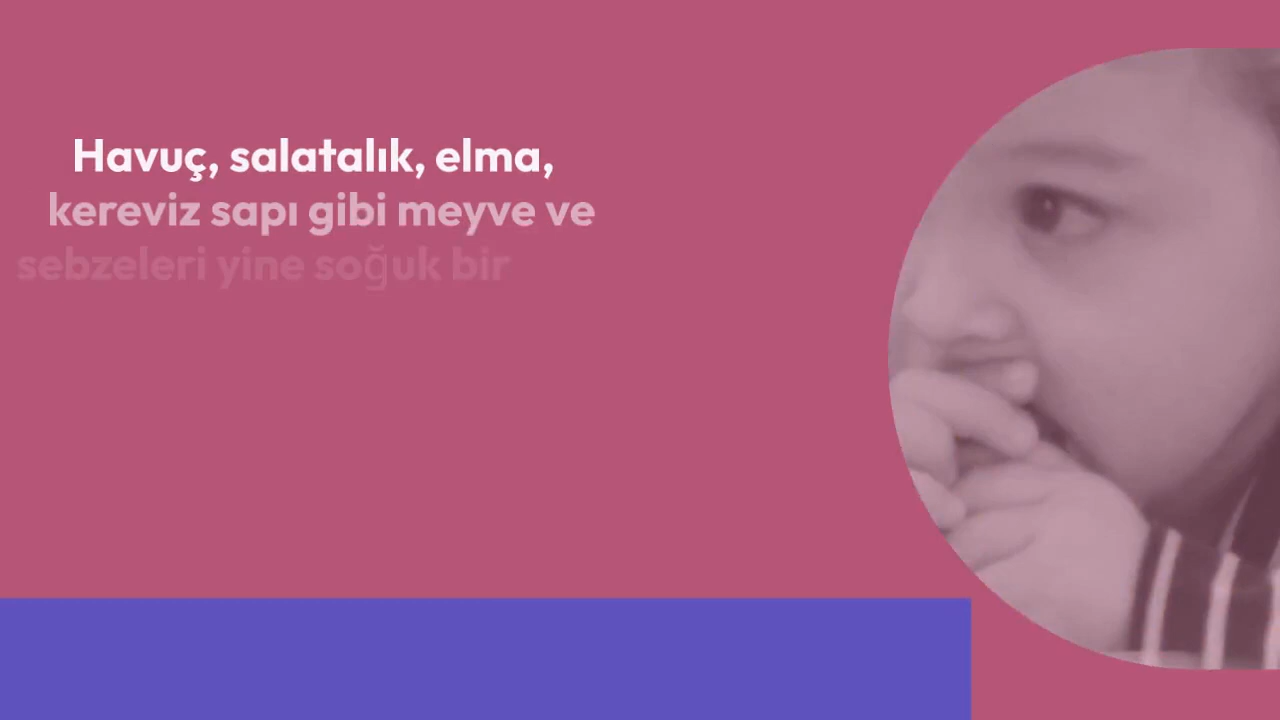 Havuç, salatalık, elma,
kereviz sapı gibi meyve ve
sebzeleri yine soğuk bir